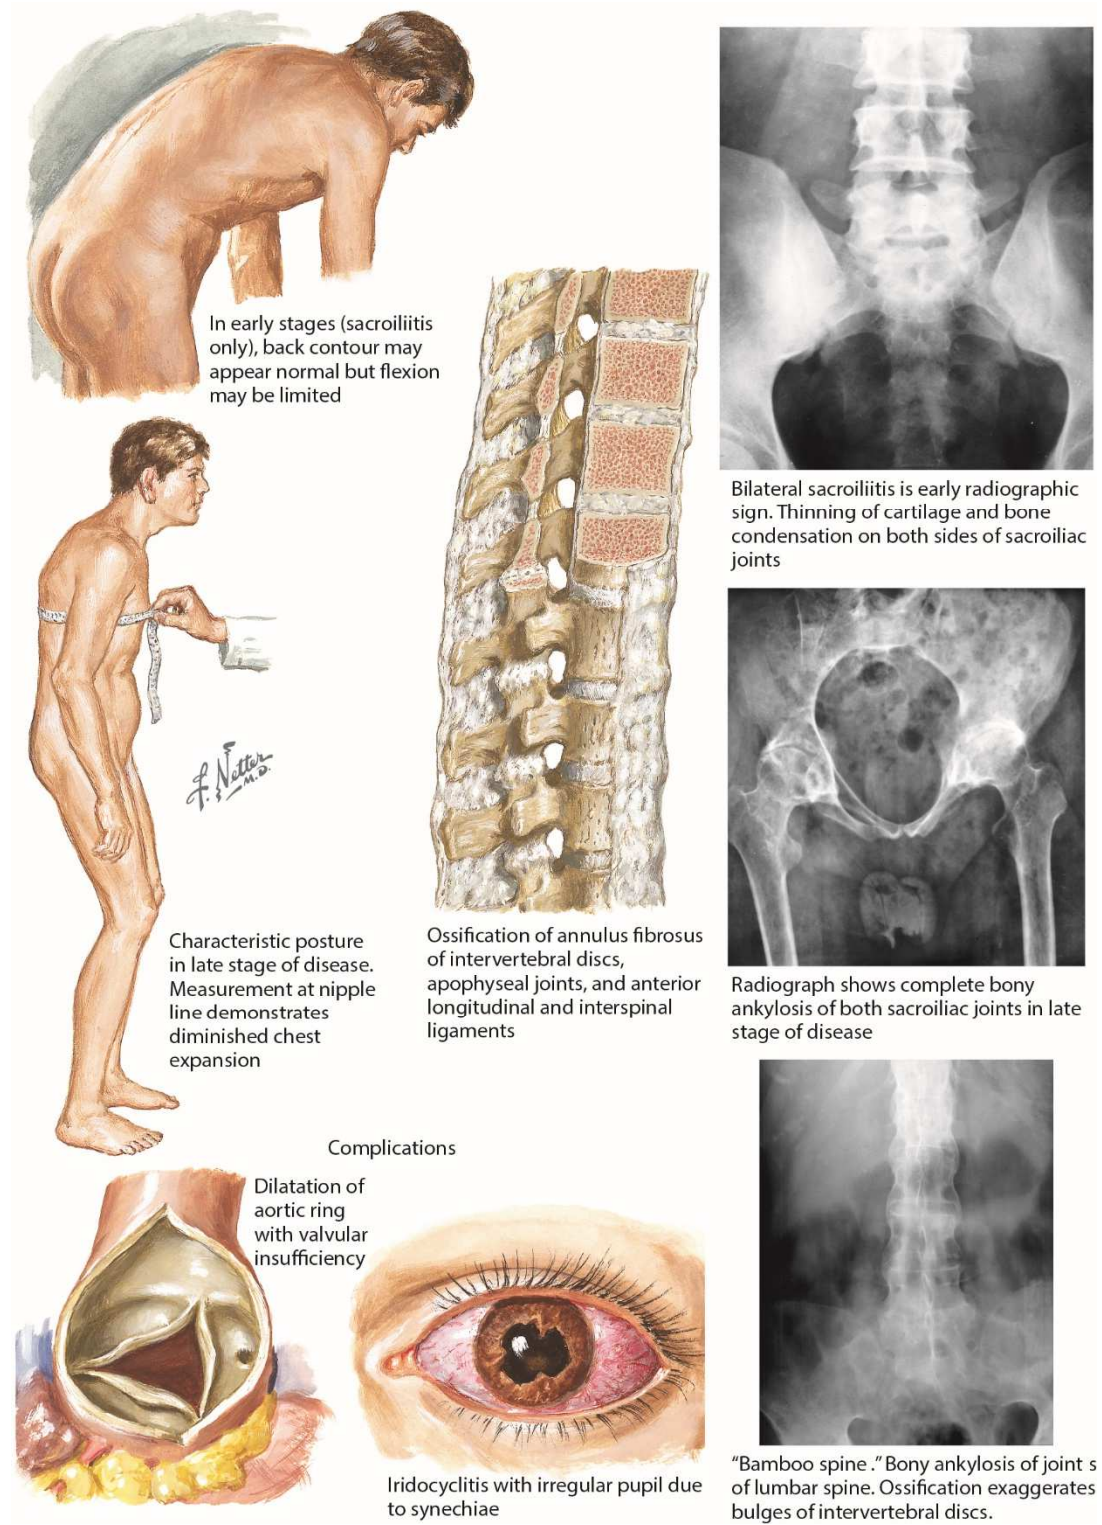 In early stages (sacroiliitis
only), back contour may
appear normal but flexion
may be limited
Bilateral sacroiliitis is early radiographic
sign. Thinning of cartilage and bone
condensation on both sides of sacroiliac
joints
F. Netter
M.D.
Characteristic posture
in late stage of disease.
Measurement at nipple
line demonstrates
diminished chest
expansion
Ossification of annulus fibrosus
of intervertebral discs,
apophyseal joints, and anterior
longitudinal and interspinal
ligaments
Radiograph shows complete bony
ankylosis of both sacroiliac joints in late
stage of disease
Complications
Dilatation of
aortic ring
with valvular
insufficiency
Iridocyclitis with irregular pupil due
to synechiae
“Bamboo spine .” Bony ankylosis of joint s
of lumbar spine. Ossification exaggerates
bulges of intervertebral discs.